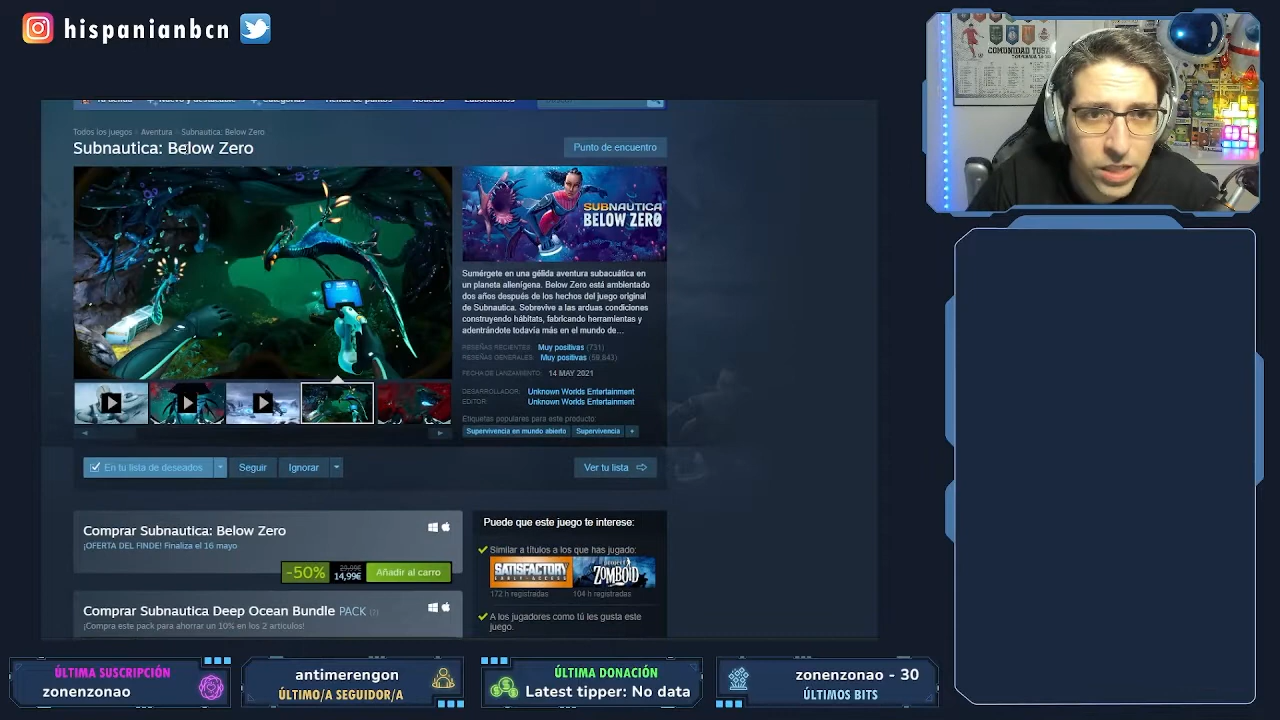 hispanianbcn
COMUNIDAD TUSA
Todos los juegos
Aventura
Subnautica: Below Zero
Subnautica: Below Zero
Punto de encuentro
SUBNAUTICA
BELOW ZERO
Sumérgete en una gélida aventura subacuática en
un planeta alienígena. Below Zero está ambientado
dos años después de los hechos del juego original
de Subnautica. Sobrevive a las arduas condiciones
construyendo hábitats, fabricando herramientas y
adentrándote todavía más en el mundo de…
RESEÑAS RECIENTES: Muy positivas (731)
RESEÑAS GENERALES: Muy positivas (59,643)
FECHA DE LANZAMIENTO: 14 MAY 2021
DESARROLLADOR: Unknown Worlds Entertainment
EDITOR: Unknown Worlds Entertainment
Etiquetas populares para este producto:
Supervivencia en mundo abierto Supervivencia +
En tu lista de deseados
Seguir
Ignorar
Ver tu lista
Comprar Subnautica: Below Zero
¡OFERTA DEL FINDE! Finaliza el 16 mayo
-50% 29,99€ 14,99€ Añadir al carro
Comprar Subnautica Deep Ocean Bundle PACK (?)
¡Compra este pack para ahorrar un 10% en los 2 artículos!
Puede que este juego te interese:
Similar a títulos a los que has jugado:
SATISFACTORY
EARLY ACCESS
PROJECT
ZOMBOID
172 h registradas
104 h registradas
A los jugadores como tú les gusta este
juego.
ÚLTIMA SUSCRIPCIÓN
zonenzonao
antimerengon
ÚLTIMO/A SEGUIDOR/A
ÚLTIMA DONACIÓN
Latest tipper: No data
zonenzonao - 30
ÚLTIMOS BITS